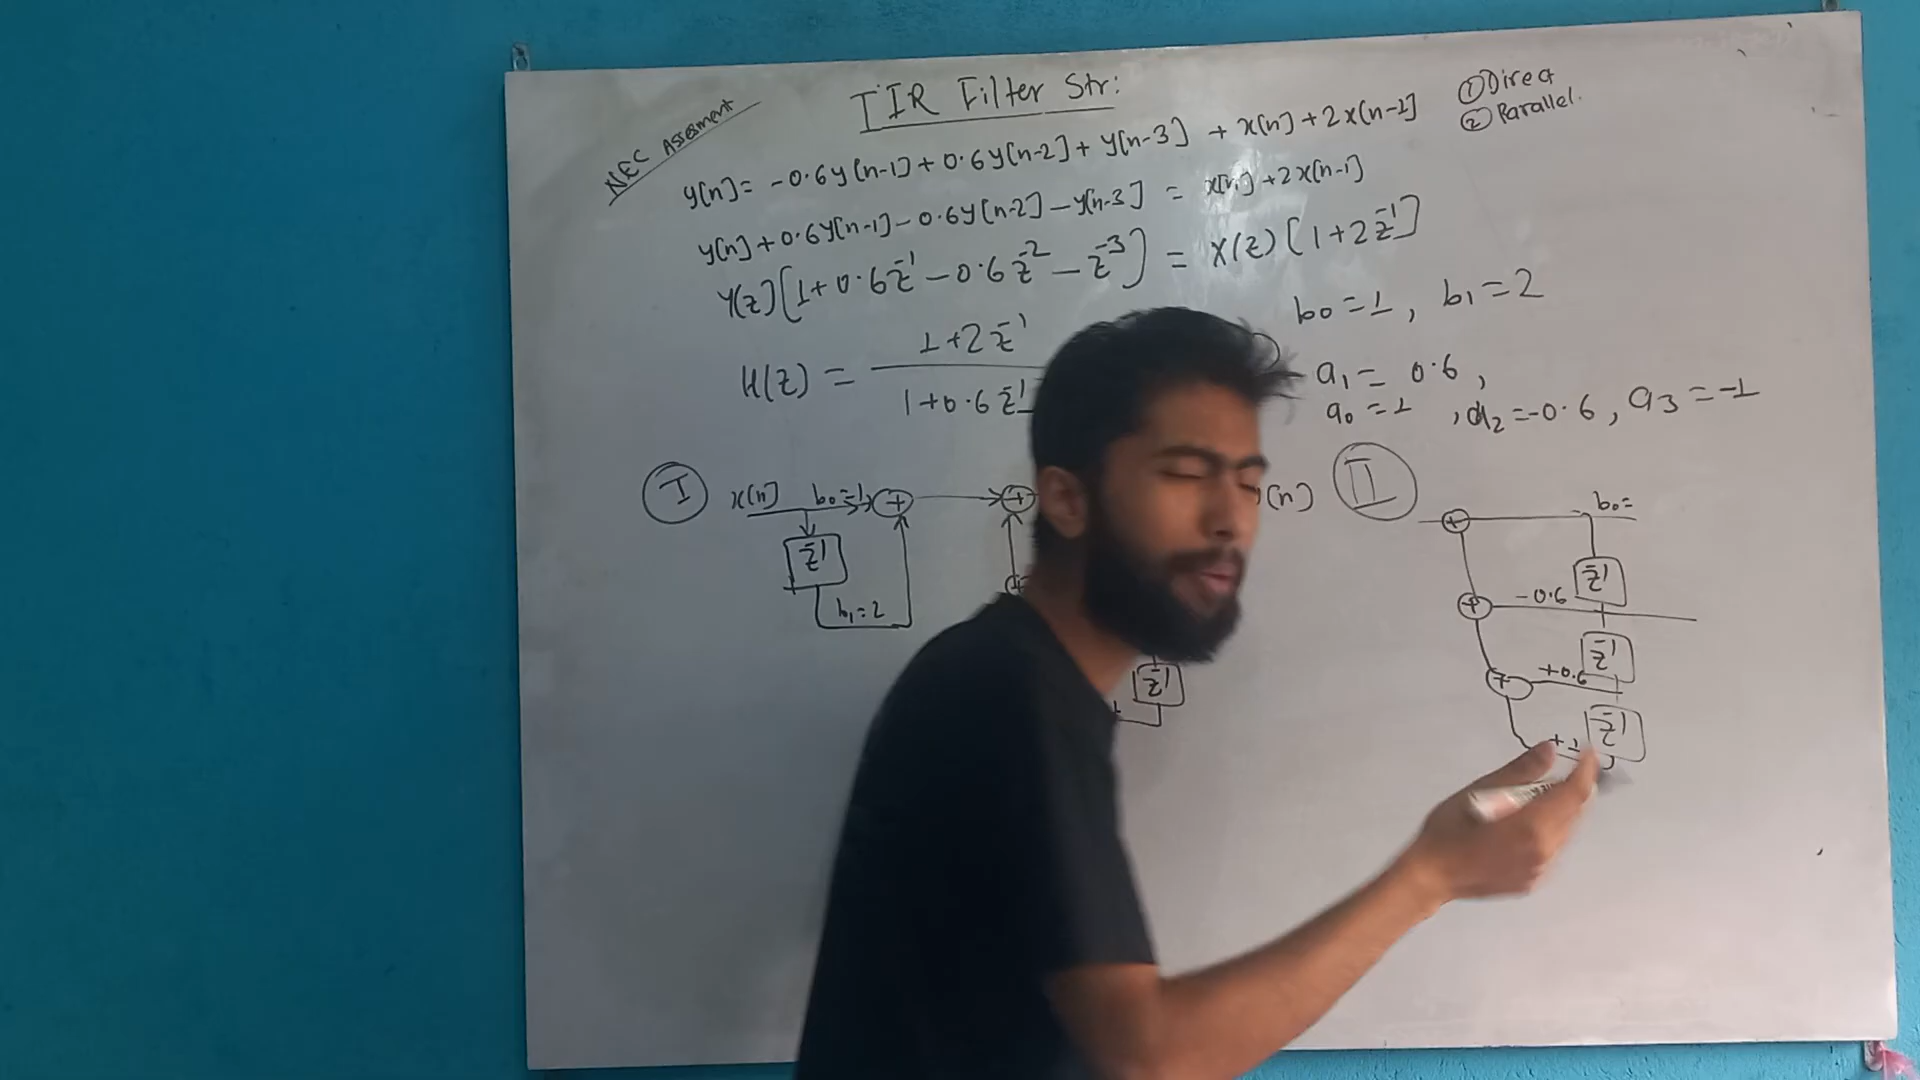 IIR Filter Str:
NEC Assesment
① Direct
② Parallel.
y[n] = -0.6y[n-1] + 0.6y[n-2] + y[n-3] + x[n] + 2x[n-2]
y[n] + 0.6y[n-1] - 0.6y[n-2] - y[n-3] = x[n] + 2x[n-1]
Y(z)[1+0.6z⁻¹ - 0.6z⁻² - z⁻³] = X(z)[1+2z⁻¹]
b0 = 1, b1 = 2
1+2z⁻¹
H(z) =
1+0.6z⁻¹
a1 = 0.6,
a0 = 1, a2 = -0.6, a3 = -1
I x[n] b0=1 + +
(n)
II
+ b0=
z⁻¹
z⁻¹
b1=2
+ -0.6
z⁻¹
+ +0.6
z⁻¹
z⁻¹
+1